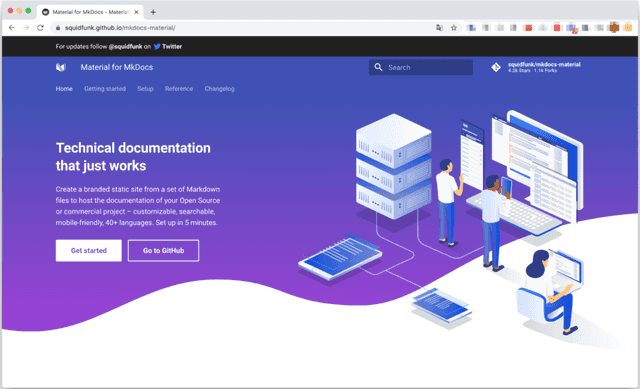 Material for MkDocs - Material
squidfunk.github.io/mkdocs-material/
For updates follow @squidfunk on Twitter
Material for MkDocs
Search
squidfunk/mkdocs-material
4.2k Stars · 1.1k Forks
Home Getting started Setup Reference Changelog
Technical documentation
that just works
Create a branded static site from a set of Markdown
files to host the documentation of your Open Source
or commercial project – customizable, searchable,
mobile-friendly, 40+ languages. Set up in 5 minutes.
Get started
Go to GitHub